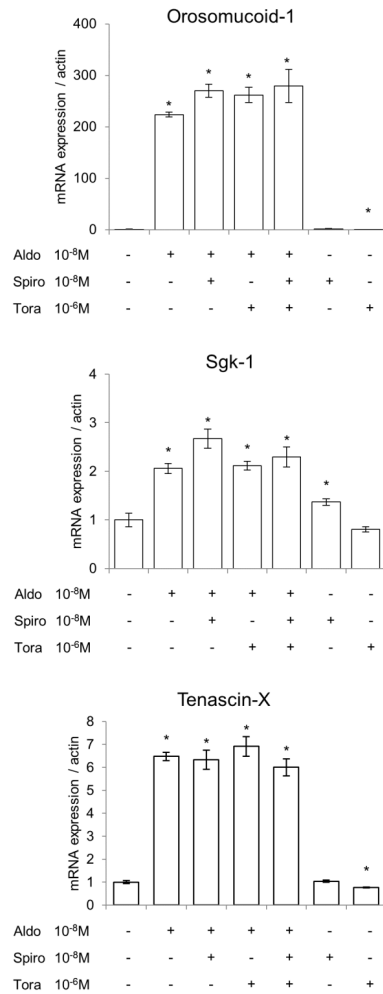 Orosomucoid-1
mRNA expression / actin
400
300
200
100
0
* * * * *
Aldo 10⁻⁸M - + + + + - -
Spiro 10⁻⁸M - - + - + + -
Tora 10⁻⁶M - - - + + - +
Sgk-1
mRNA expression / actin
4
3
2
1
0
* * * * *
Aldo 10⁻⁸M - + + + + - -
Spiro 10⁻⁸M - - + - + + -
Tora 10⁻⁶M - - - + + - +
Tenascin-X
mRNA expression / actin
8
7
6
5
4
3
2
1
0
* * * * *
Aldo 10⁻⁸M - + + + + - -
Spiro 10⁻⁸M - - + - + + -
Tora 10⁻⁶M - - - + + - +